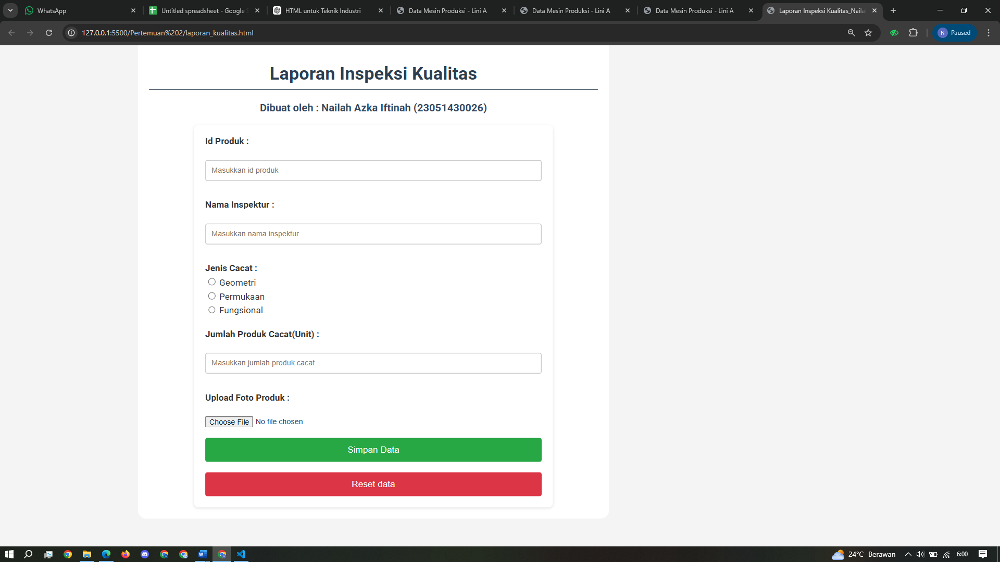 WhatsApp
Untitled spreadsheet - Google S
HTML untuk Teknik Industri
Data Mesin Produksi - Lini A
Data Mesin Produksi - Lini A
Data Mesin Produksi - Lini A
Laporan Inspeksi Kualitas_Naila
127.0.0.1:5500/Pertemuan%202/laporan_kualitas.html
N Paused
Laporan Inspeksi Kualitas
Dibuat oleh : Nailah Azka Iftinah (23051430026)
Id Produk :
Masukkan id produk
Nama Inspektur :
Masukkan nama inspektur
Jenis Cacat :
Geometri
Permukaan
Fungsional
Jumlah Produk Cacat(Unit) :
Masukkan jumlah produk cacat
Upload Foto Produk :
Choose File No file chosen
Simpan Data
Reset data
24°C Berawan
6:00